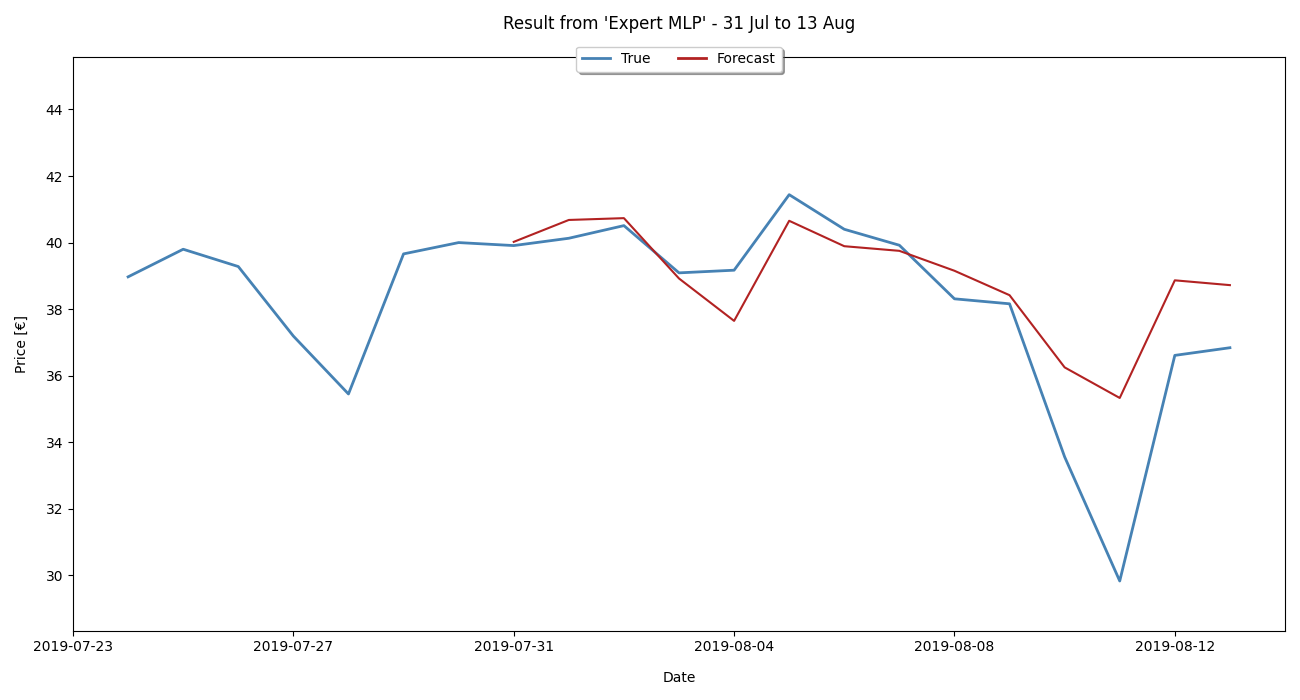 Result from 'Expert MLP' - 31 Jul to 13 Aug
True Forecast
44
42
40
38
36
34
32
30
Price [€]
2019-07-23 2019-07-27 2019-07-31 2019-08-04 2019-08-08 2019-08-12
Date